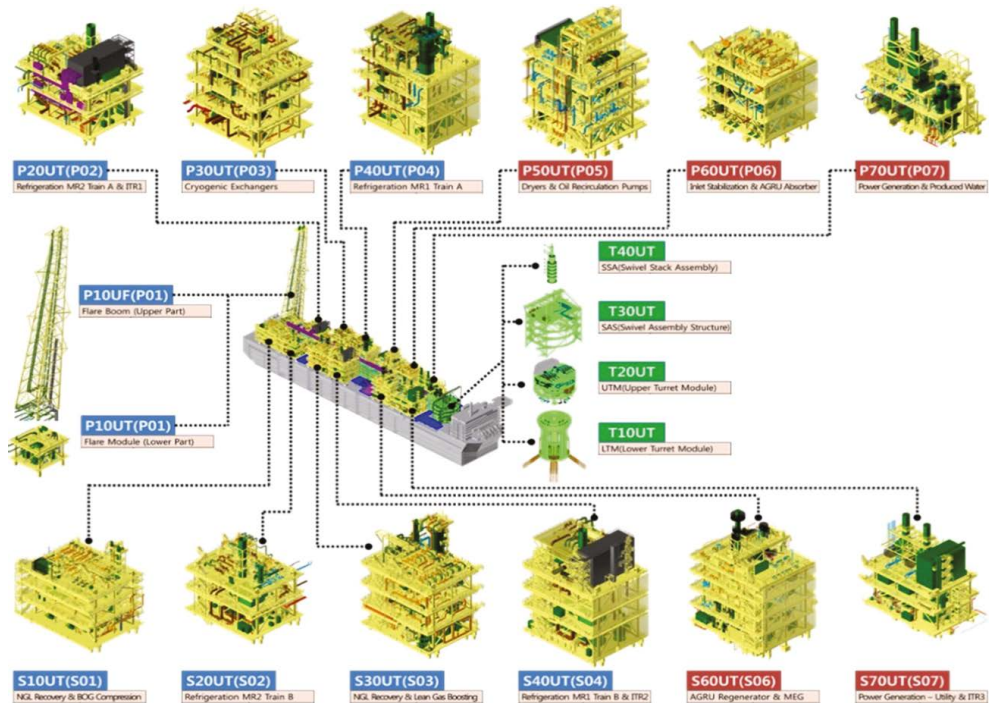 P20UT(P02)
Refrigeration MR2 Train A & ITR1
P30UT(P03)
Cryogenic Exchangers
P40UT(P04)
Refrigeration MR1 Train A
P50UT(P05)
Dryers & Oil Recirculation Pumps
P60UT(P06)
Inlet Stabilization & AGRU Absorber
P70UT(P07)
Power Generation & Produced Water
P10UF(P01)
Flare Boom (Upper Part)
P10UT(P01)
Flare Module (Lower Part)
T40UT
SSA(Swivel Stack Assembly)
T30UT
SAS(Swivel Assembly Structure)
T20UT
UTM(Upper Turret Module)
T10UT
LTM(Lower Turret Module)
S10UT(S01)
NGL Recovery & BOG Compression
S20UT(S02)
Refrigeration MR2 Train B
S30UT(S03)
NGL Recovery & Lean Gas Boosting
S40UT(S04)
Refrigeration MR1 Train B & ITR2
S60UT(S06)
AGRU Regenerator & MEG
S70UT(S07)
Power Generation – Utility & ITR3